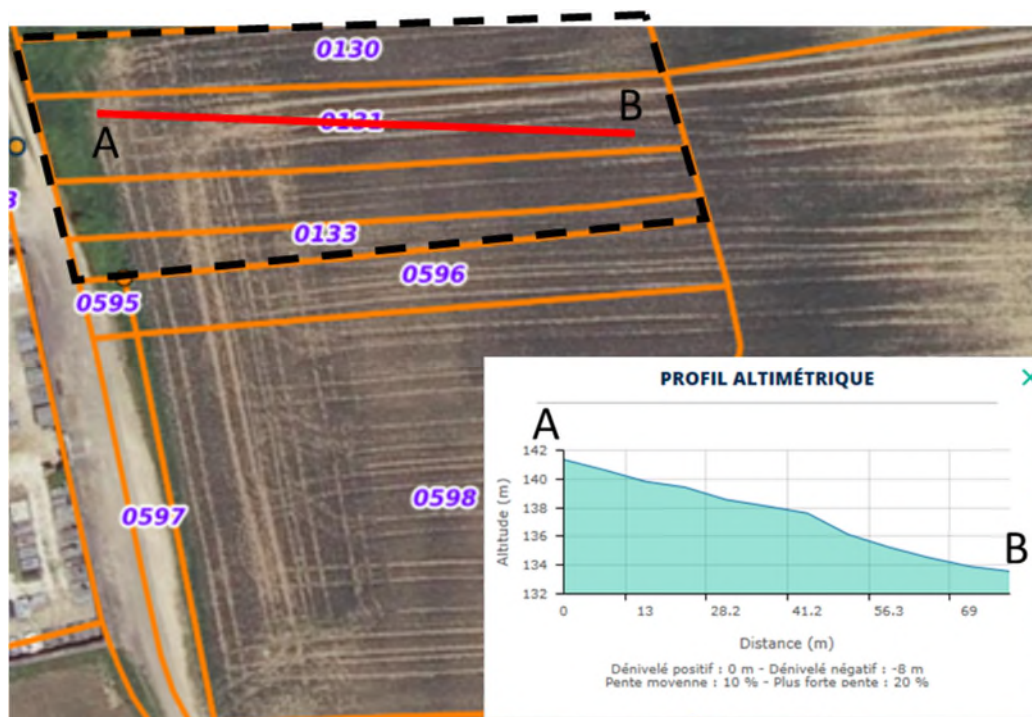 0130
B
0131
A
0133
0596
0595
PROFIL ALTIMÉTRIQUE
A
142
140
138
136
134
132
Altitude (m)
B
0 13 28.2 41.2 56.3 69
Distance (m)
Dénivelé positif : 0 m - Dénivelé négatif : -8 m
Pente moyenne : 10 % - Plus forte pente : 20 %
0598
0597